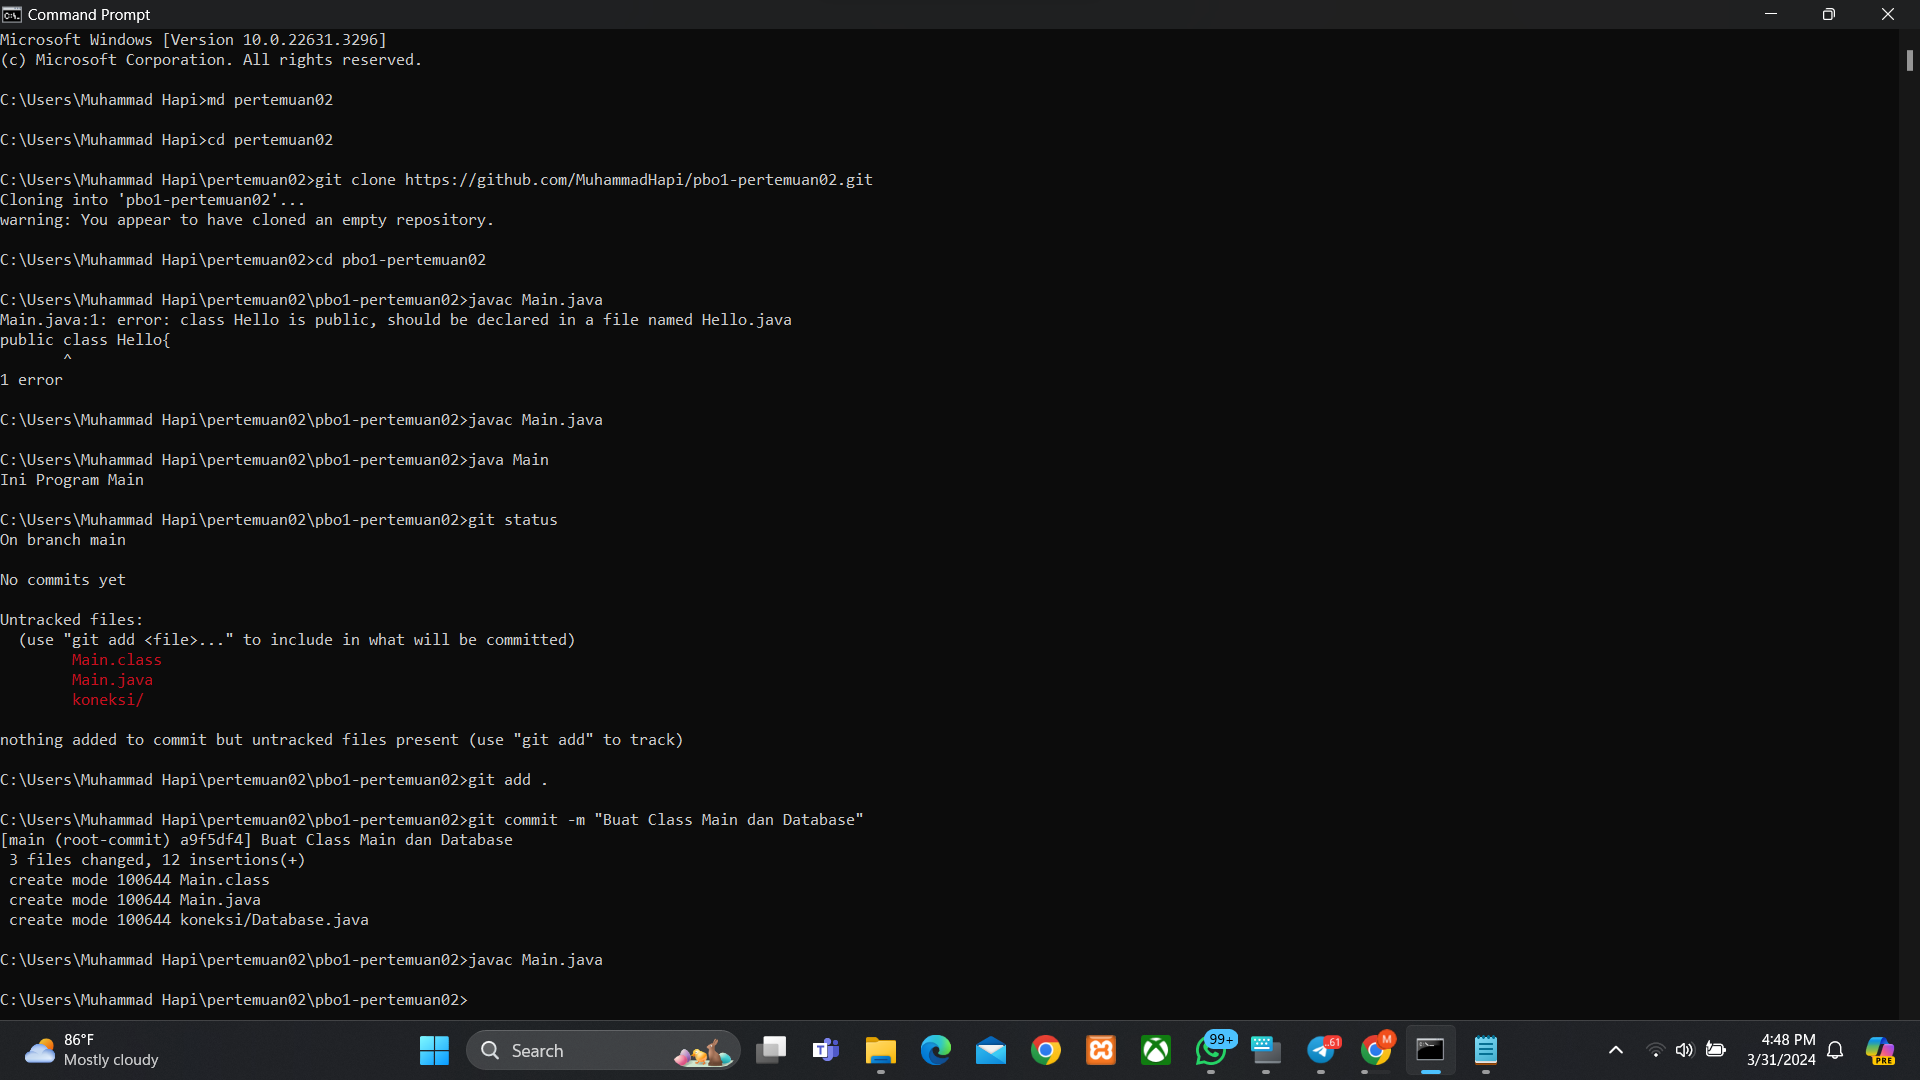 Command Prompt
Microsoft Windows [Version 10.0.22631.3296]
(c) Microsoft Corporation. All rights reserved.
C:\Users\Muhammad Hapi>md pertemuan02
C:\Users\Muhammad Hapi>cd pertemuan02
C:\Users\Muhammad Hapi\pertemuan02>git clone https://github.com/MuhammadHapi/pbo1-pertemuan02.git
Cloning into 'pbo1-pertemuan02'...
warning: You appear to have cloned an empty repository.
C:\Users\Muhammad Hapi\pertemuan02>cd pbo1-pertemuan02
C:\Users\Muhammad Hapi\pertemuan02\pbo1-pertemuan02>javac Main.java
Main.java:1: error: class Hello is public, should be declared in a file named Hello.java
public class Hello{
       ^
1 error
C:\Users\Muhammad Hapi\pertemuan02\pbo1-pertemuan02>javac Main.java
C:\Users\Muhammad Hapi\pertemuan02\pbo1-pertemuan02>java Main
Ini Program Main
C:\Users\Muhammad Hapi\pertemuan02\pbo1-pertemuan02>git status
On branch main
No commits yet
Untracked files:
  (use "git add <file>..." to include in what will be committed)
        Main.class
        Main.java
        koneksi/
nothing added to commit but untracked files present (use "git add" to track)
C:\Users\Muhammad Hapi\pertemuan02\pbo1-pertemuan02>git add .
C:\Users\Muhammad Hapi\pertemuan02\pbo1-pertemuan02>git commit -m "Buat Class Main dan Database"
[main (root-commit) a9f5df4] Buat Class Main dan Database
 3 files changed, 12 insertions(+)
 create mode 100644 Main.class
 create mode 100644 Main.java
 create mode 100644 koneksi/Database.java
C:\Users\Muhammad Hapi\pertemuan02\pbo1-pertemuan02>javac Main.java
C:\Users\Muhammad Hapi\pertemuan02\pbo1-pertemuan02>
86°F
Mostly cloudy
Search
99+
61
M
4:48 PM
3/31/2024
PRE